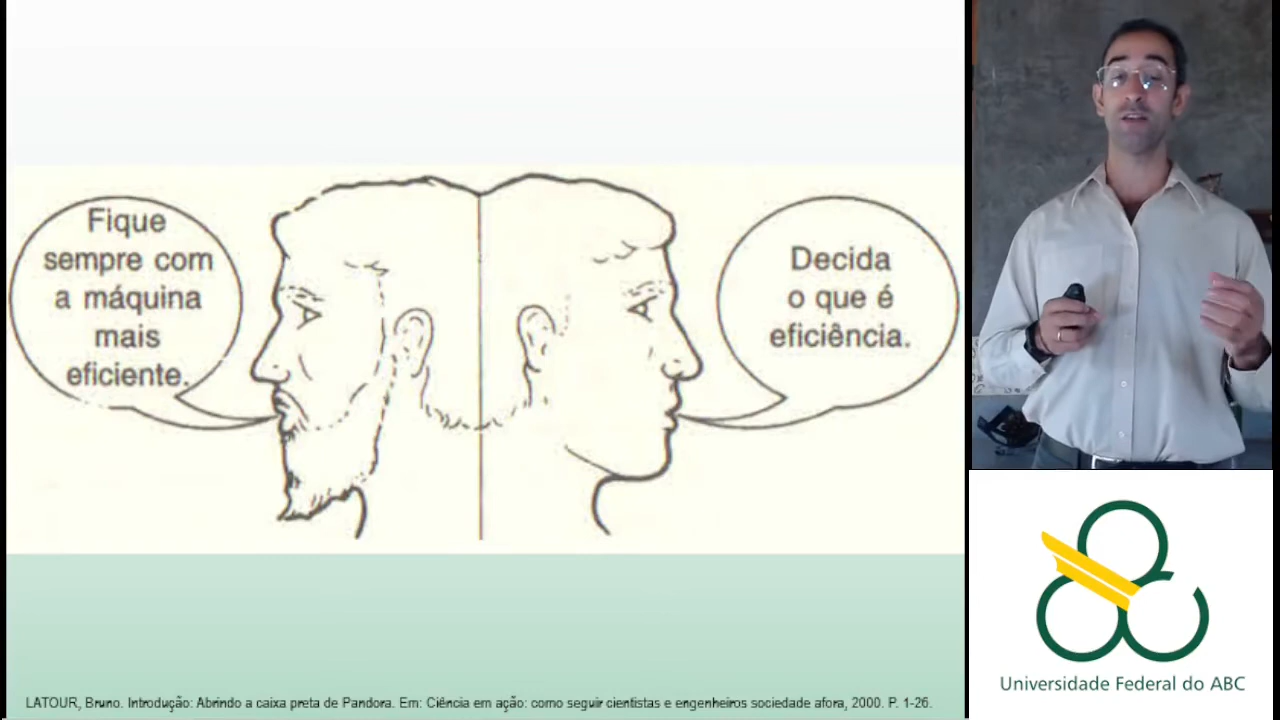 Fique
sempre com
a máquina
mais
eficiente.
Decida
o que é
eficiência.
LATOUR, Bruno. Introdução: Abrindo a caixa preta de Pandora. Em: Ciência em ação: como seguir cientistas e engenheiros sociedade afora, 2000. P. 1-26.
Universidade Federal do ABC